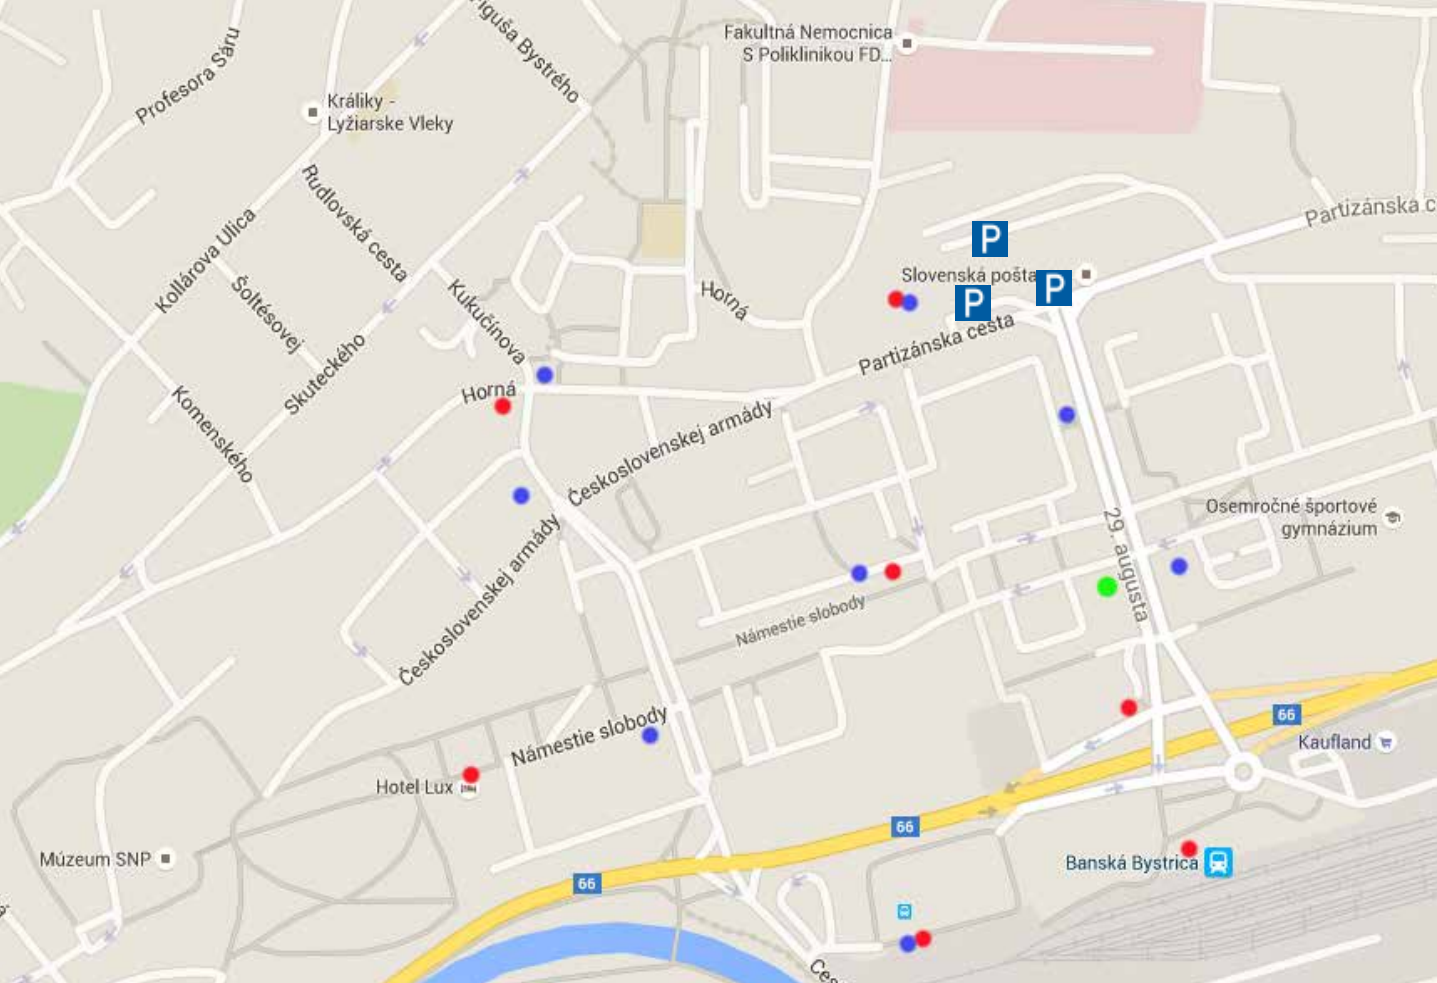 Profesora Sáru
Figuša Bystrého
Fakultná Nemocnica
S Poliklinikou FD...
Králiky -
Lyžiarske Vleky
Rudlovská cesta
Kollárova Ulica
Partizánska c
P
Slovenská pošta
P
P
Šoltésovej
Kukučínova
Horná
Skuteckého
Partizánska cesta
Horná
Komenského
Československej armády
Osemročné športové
gymnázium
29. augusta
Československej armády
Námestie slobody
Námestie slobody
66
Kaufland
Hotel Lux
66
Múzeum SNP
Banská Bystrica
66
Ces